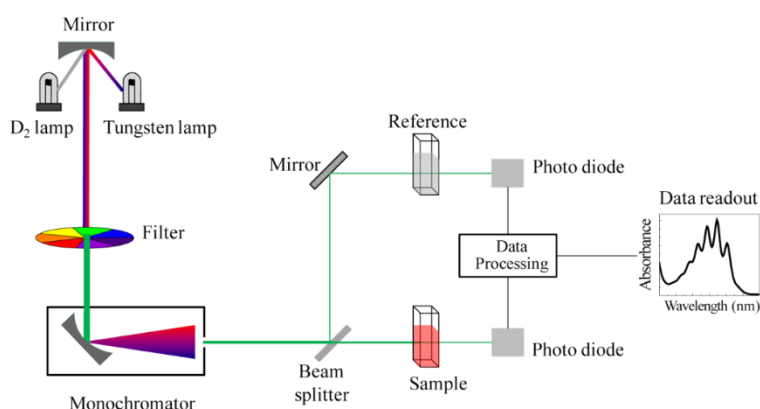 Mirror
D₂ lamp
Tungsten lamp
Filter
Monochromator
Mirror
Reference
Photo diode
Data
Processing
Beam
splitter
Sample
Photo diode
Data readout
Absorbance
Wavelength (nm)